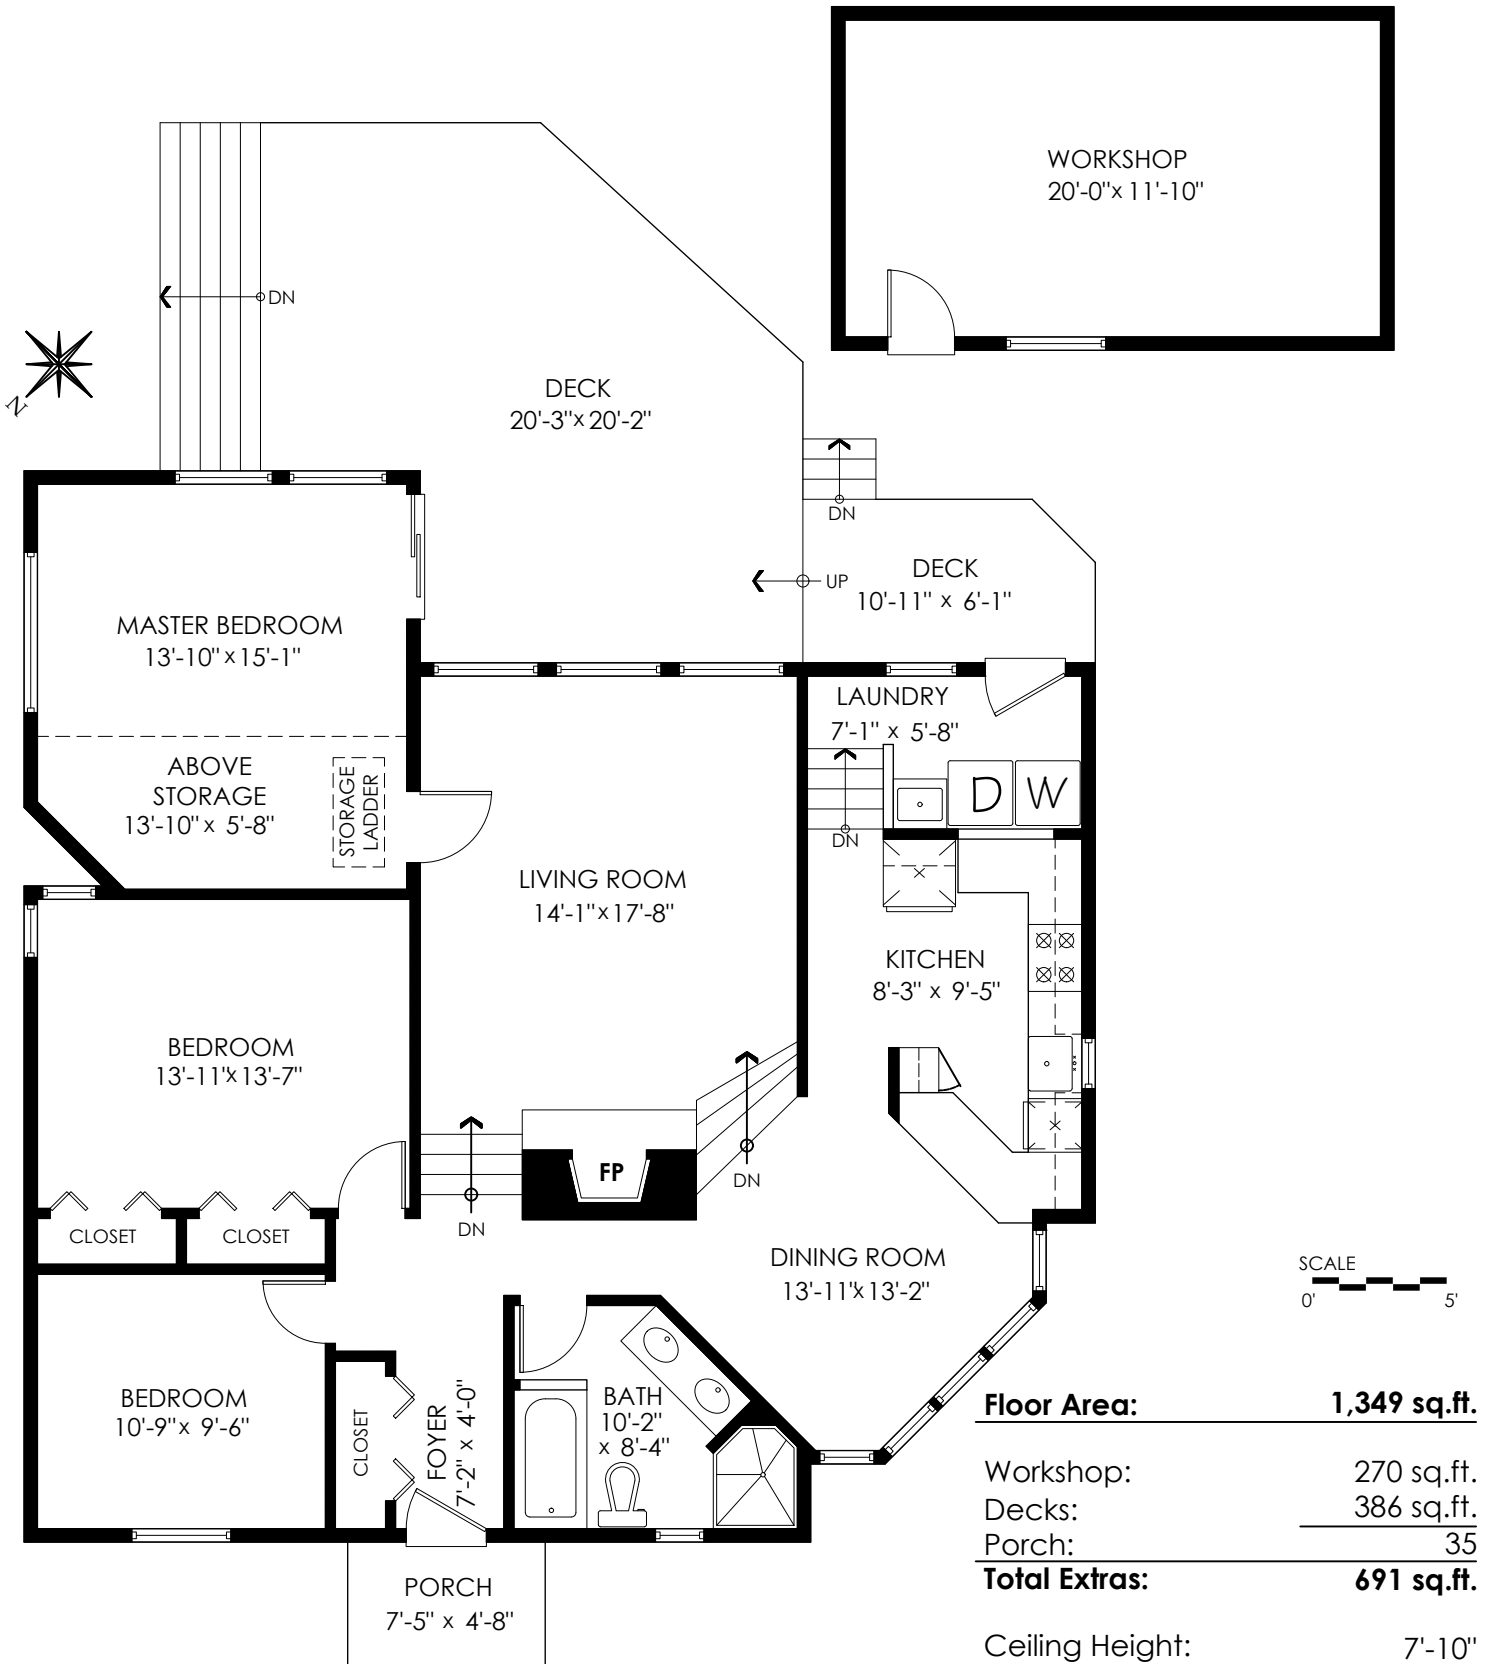 WORKSHOP
20'-0"x 11'-10"
DN
N
DECK
20'-3"x 20'-2"
DN
UP
DECK
10'-11" x 6'-1"
MASTER BEDROOM
13'-10"x 15'-1"
LAUNDRY
7'-1" x 5'-8"
D W
DN
ABOVE
STORAGE
13'-10"x 5'-8"
STORAGE
LADDER
LIVING ROOM
14'-1"x 17'-8"
KITCHEN
8'-3" x 9'-5"
BEDROOM
13'-11"x 13'-7"
FP
DN
DN
CLOSET
CLOSET
DINING ROOM
13'-11"x 13'-2"
SCALE
0' 5'
BEDROOM
10'-9"x 9'-6"
CLOSET
FOYER
7'-2" x 4'-0"
BATH
10'-2"
x 8'-4"
PORCH
7'-5" x 4'-8"
Floor Area: 1,349 sq.ft.
Workshop: 270 sq.ft.
Decks: 386 sq.ft.
Porch: 35
Total Extras: 691 sq.ft.
Ceiling Height: 7'-10"